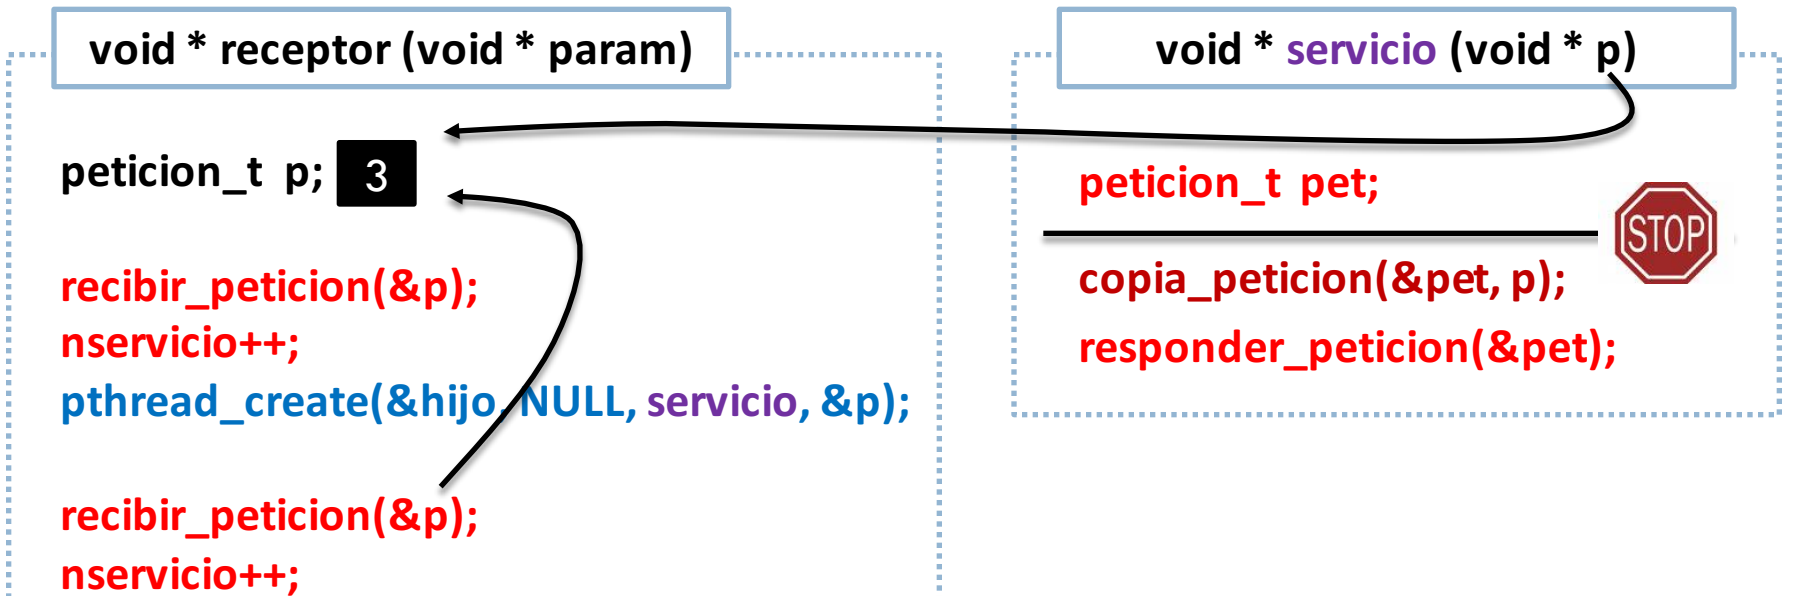 void * receptor (void * param)
peticion_t p; 3
recibir_peticion(&p);
nservicio++;
pthread_create(&hijo, NULL, servicio, &p);
recibir_peticion(&p);
nservicio++;
void * servicio (void * p)
peticion_t pet;
STOP
copia_peticion(&pet, p);
responder_peticion(&pet);